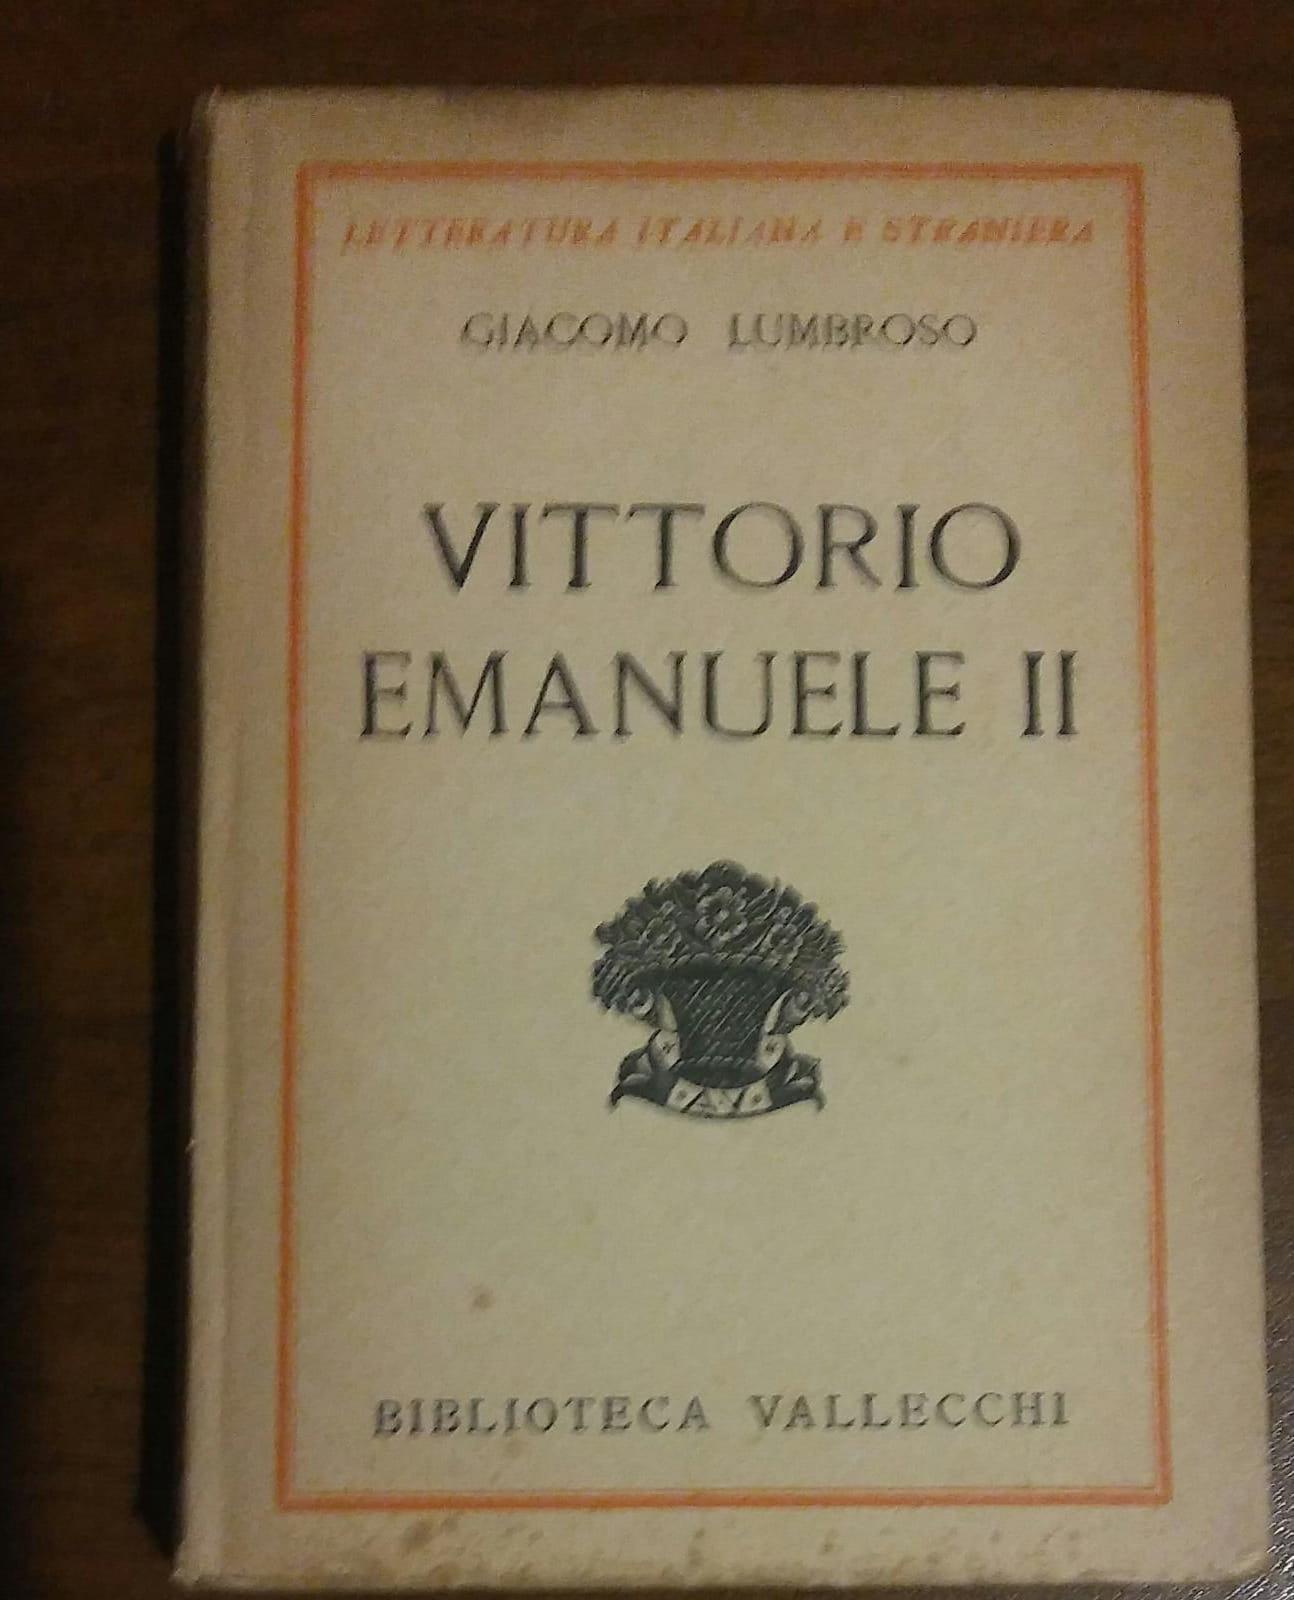 LETTERATURA ITALIANA E STRANIERA
GIACOMO LUMBROSO
VITTORIO
EMANUELE II
BIBLIOTECA VALLECCHI